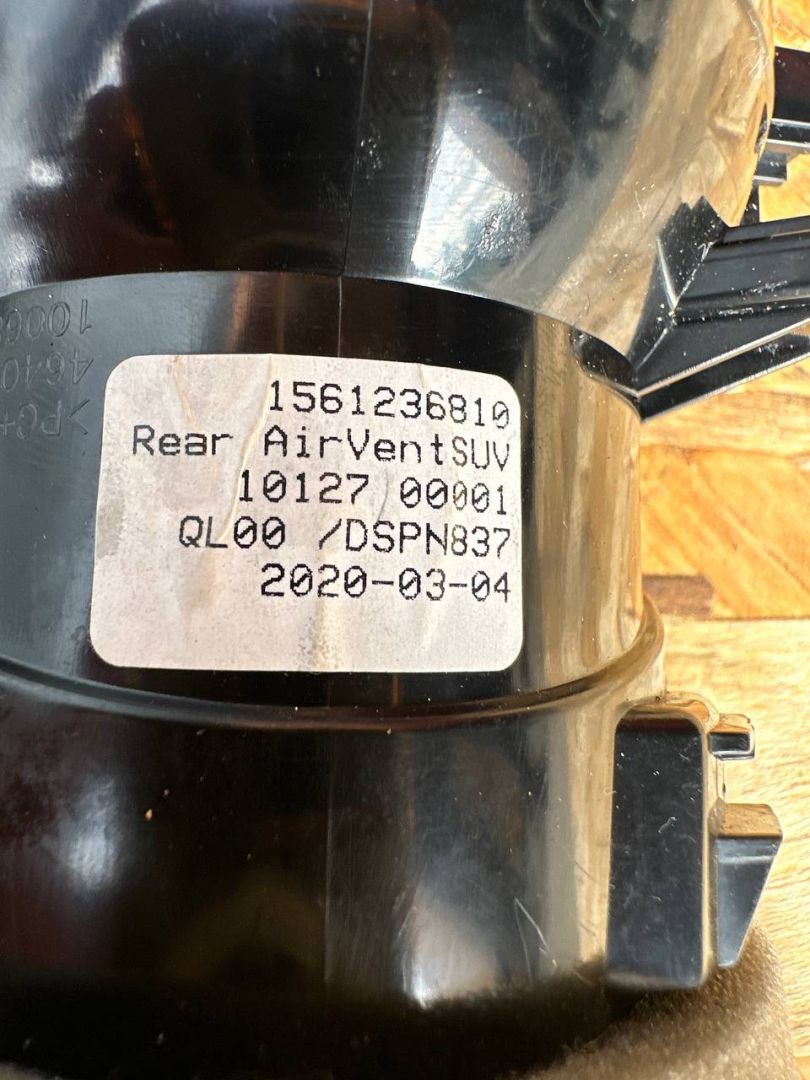 1561236810
Rear AirVentSUV
10127 00001
QL00 /DSPN837
2020-03-04